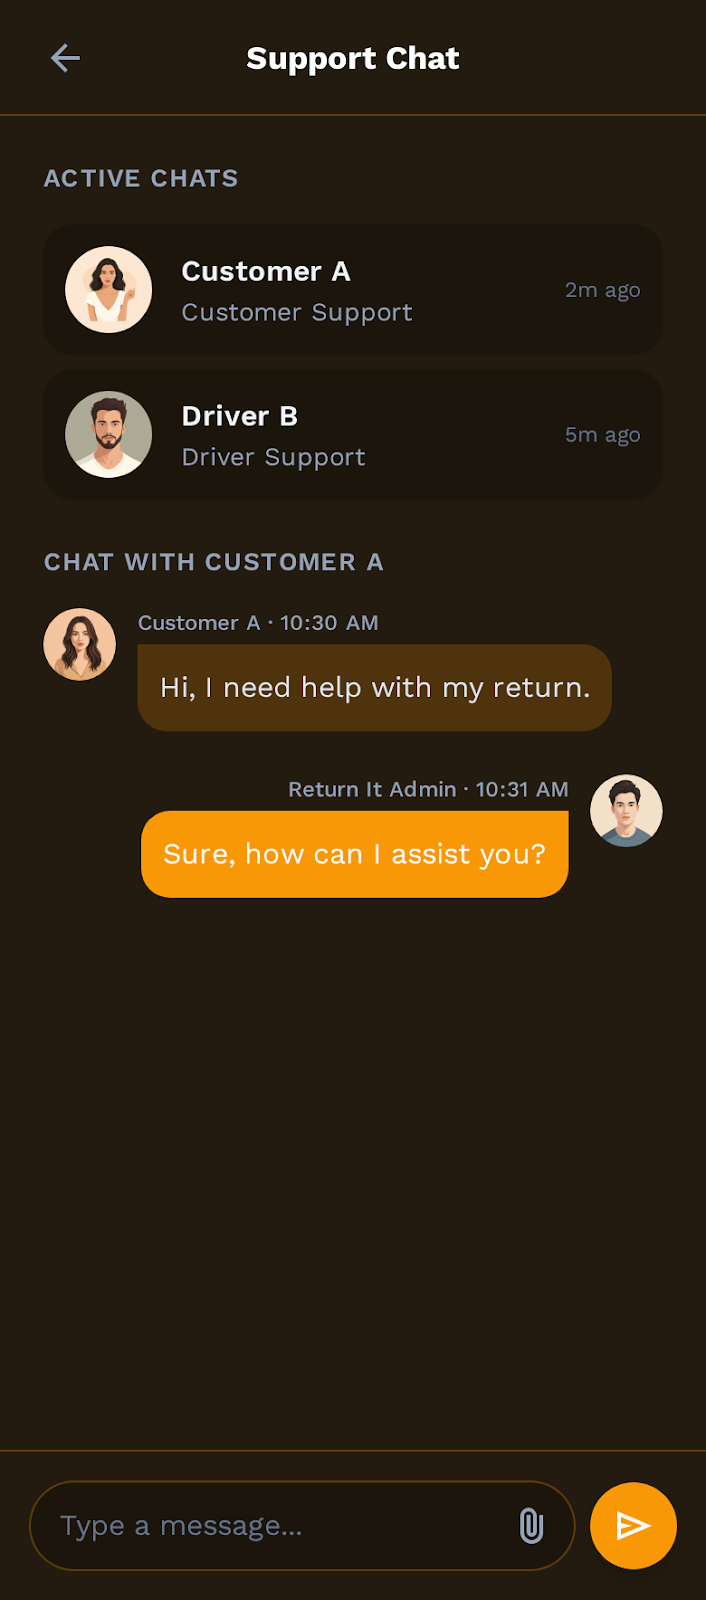 Support Chat
ACTIVE CHATS
Customer A
Customer Support
2m ago
Driver B
Driver Support
5m ago
CHAT WITH CUSTOMER A
Customer A · 10:30 AM
Hi, I need help with my return.
Return It Admin · 10:31 AM
Sure, how can I assist you?
Type a message...